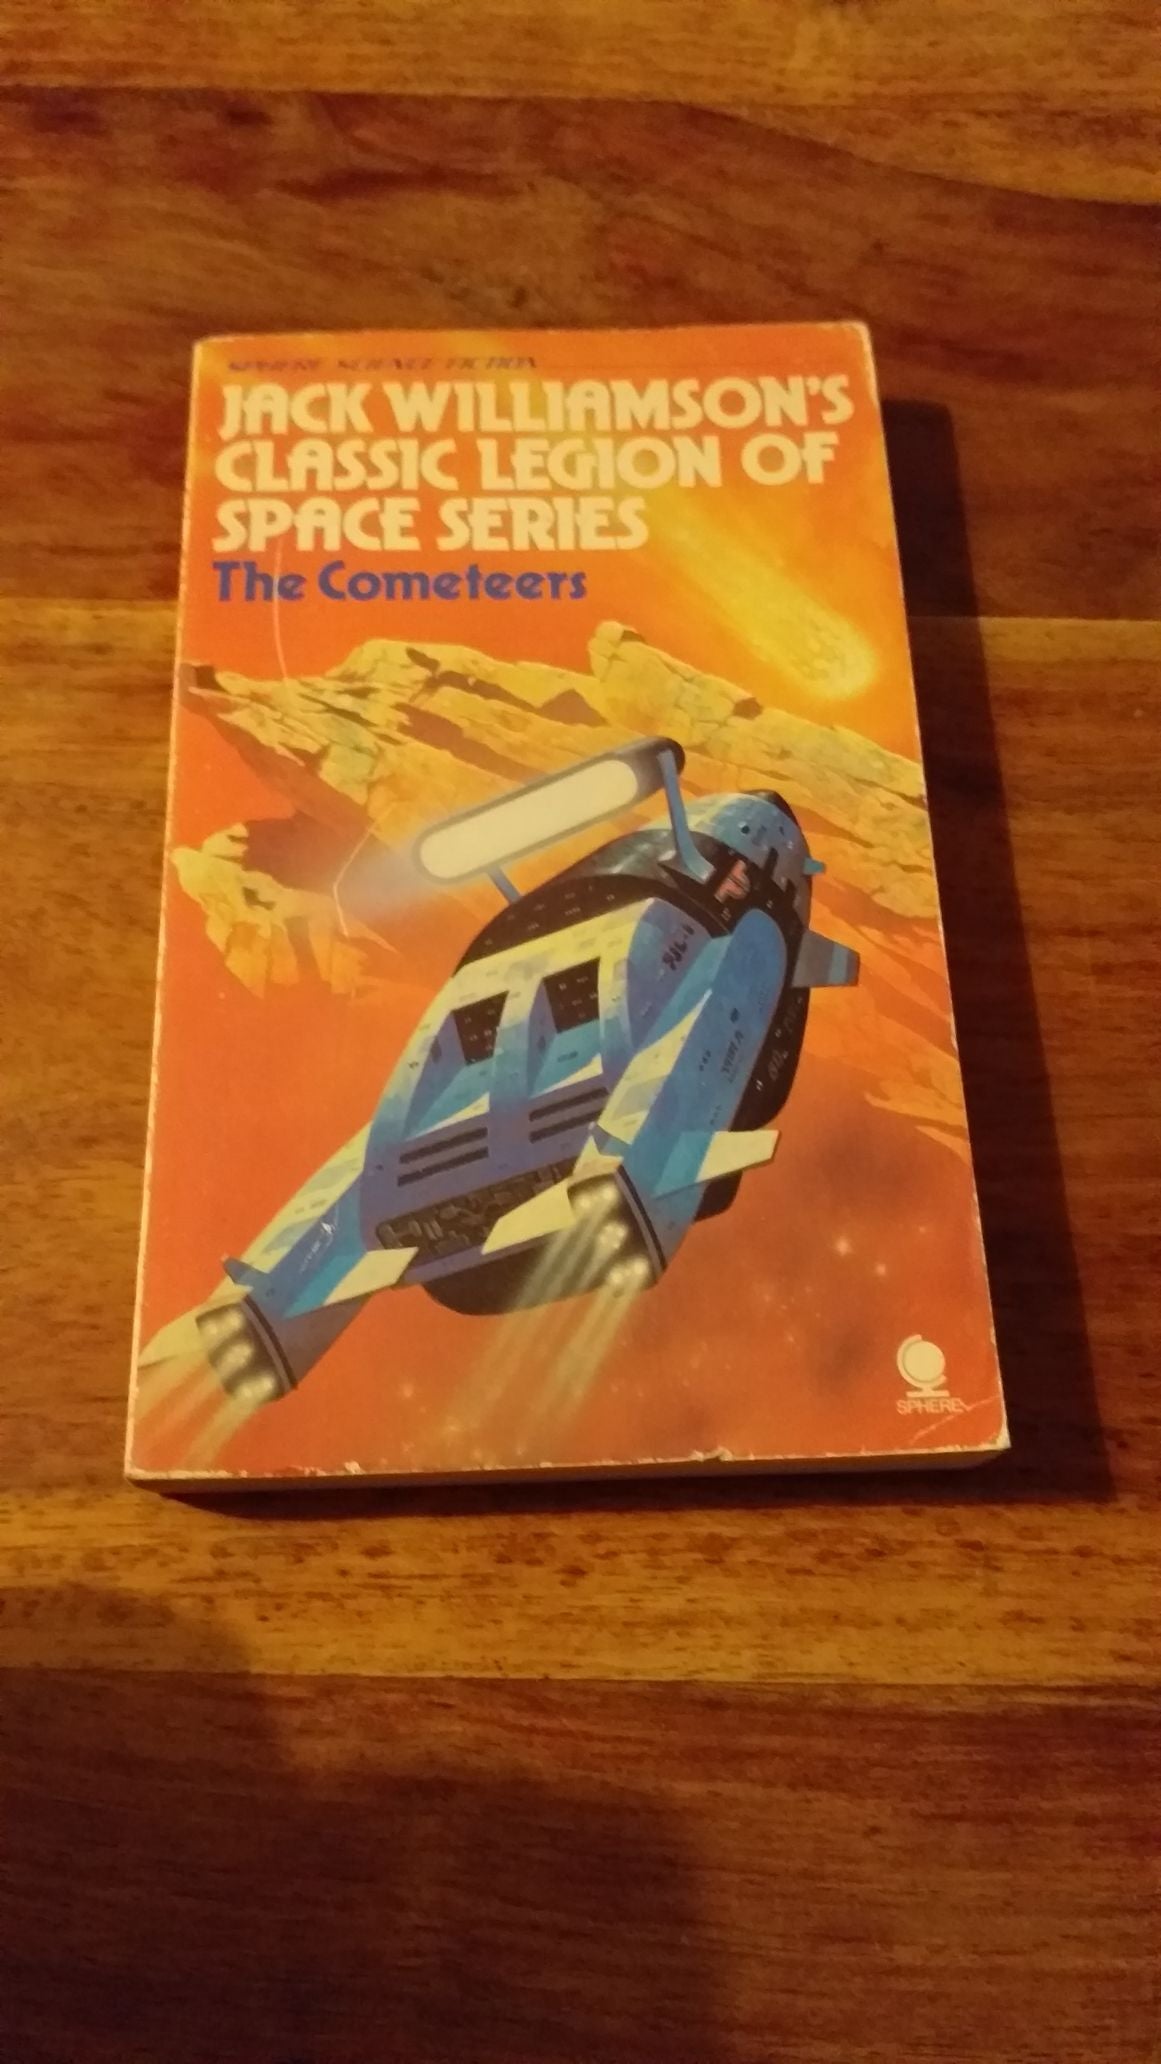 SPHERE SCIENCE FICTION
JACK WILLIAMSON'S
CLASSIC LEGION OF
SPACE SERIES
The Cometeers
SPHERE